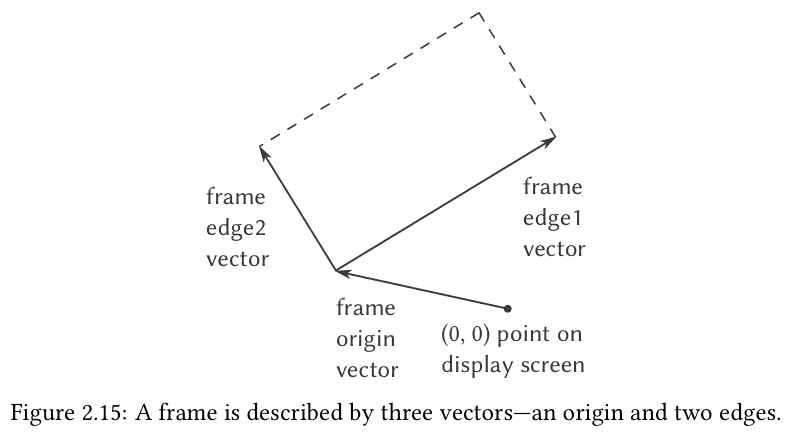 frame
edge2
vector
frame
edge1
vector
frame
origin
vector
(0, 0) point on
display screen
Figure 2.15: A frame is described by three vectors—an origin and two edges.